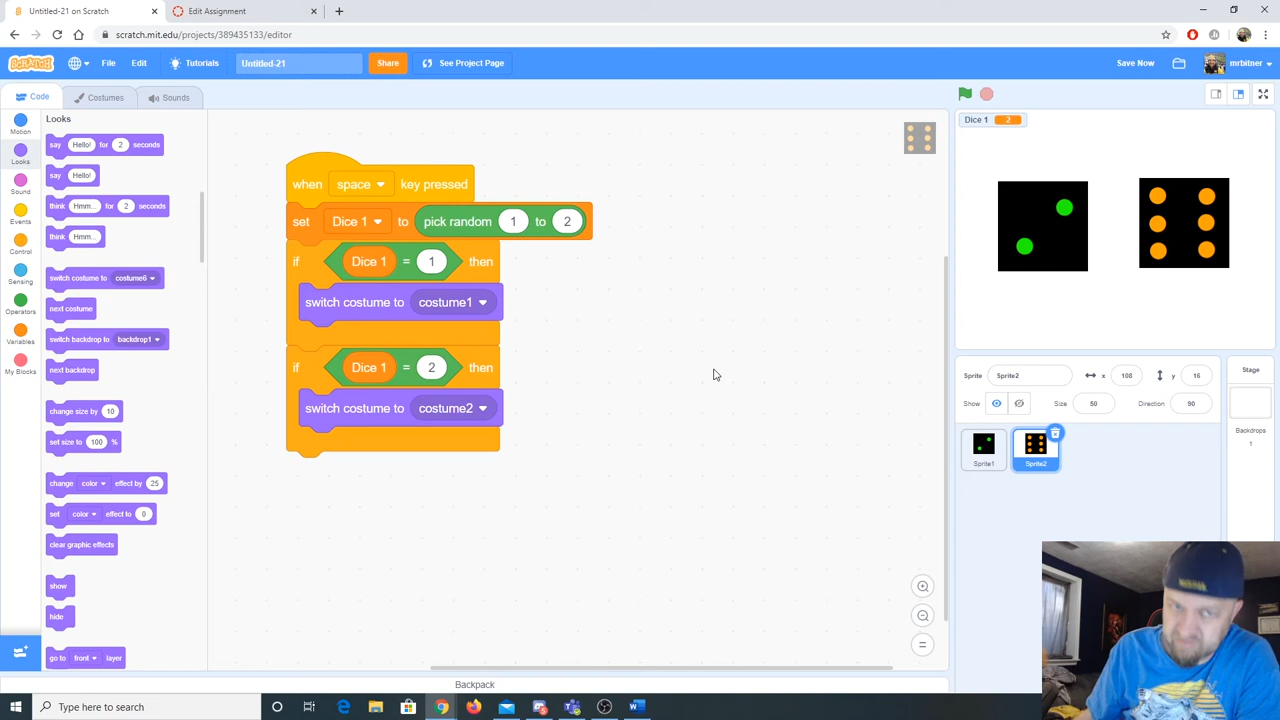 Untitled-21 on Scratch
Edit Assignment
scratch.mit.edu/projects/389435133/editor
SCRATCH
File
Edit
Tutorials
Untitled-21
Share
See Project Page
Save Now
mrbitner
Code
Costumes
Sounds
Motion
Looks
Sound
Events
Control
Sensing
Operators
Variables
My Blocks
Looks
say Hello! for 2 seconds
say Hello!
think Hmm... for 2 seconds
think Hmm...
switch costume to costume6
next costume
switch backdrop to backdrop1
next backdrop
change size by 10
set size to 100 %
change color effect by 25
set color effect to 0
clear graphic effects
show
hide
go to front layer
when space key pressed
set Dice 1 to pick random 1 to 2
if Dice 1 = 1 then
switch costume to costume1
if Dice 1 = 2 then
switch costume to costume2
Dice 1 2
Sprite Sprite2 x 108 y 16
Show Size 50 Direction 90
Sprite1
Sprite2
Stage
Backdrops
1
Backpack
Type here to search